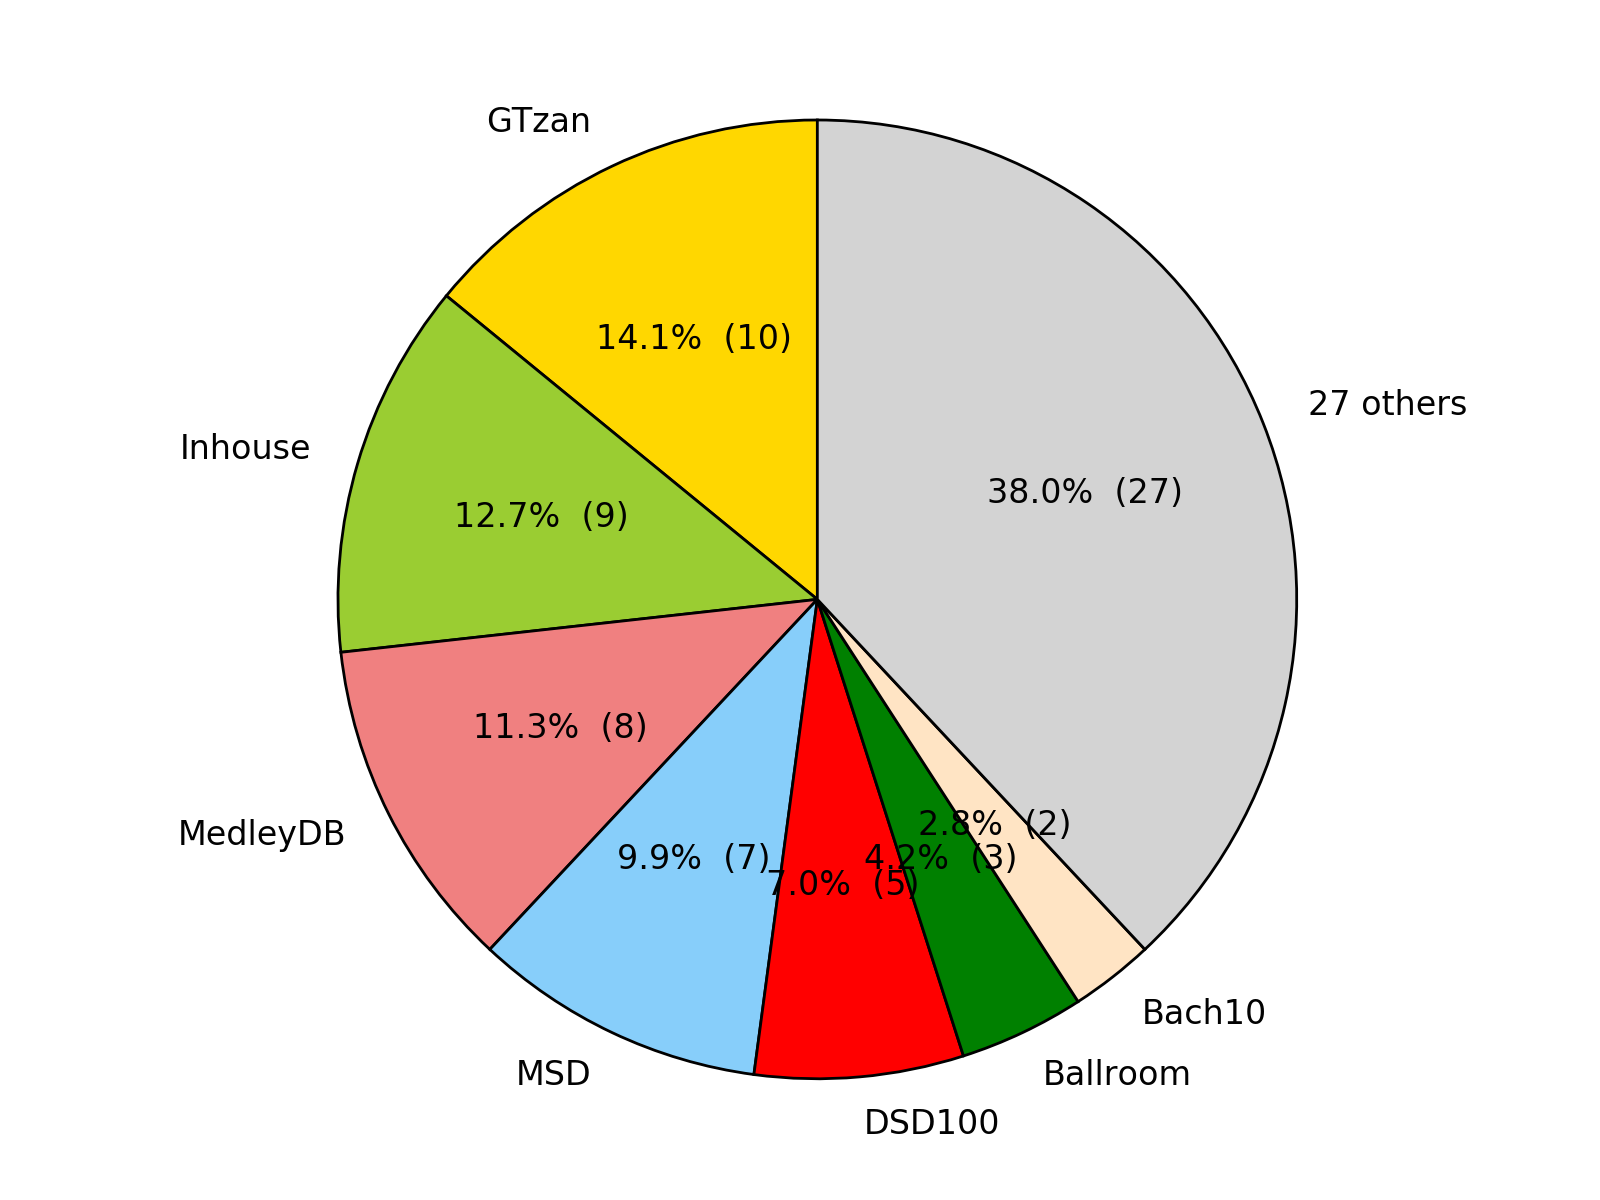 GTzan
14.1% (10)
27 others
38.0% (27)
Inhouse
12.7% (9)
MedleyDB
11.3% (8)
MSD
9.9% (7)
DSD100
7.0% (5)
Ballroom
4.2% (3)
Bach10
2.8% (2)